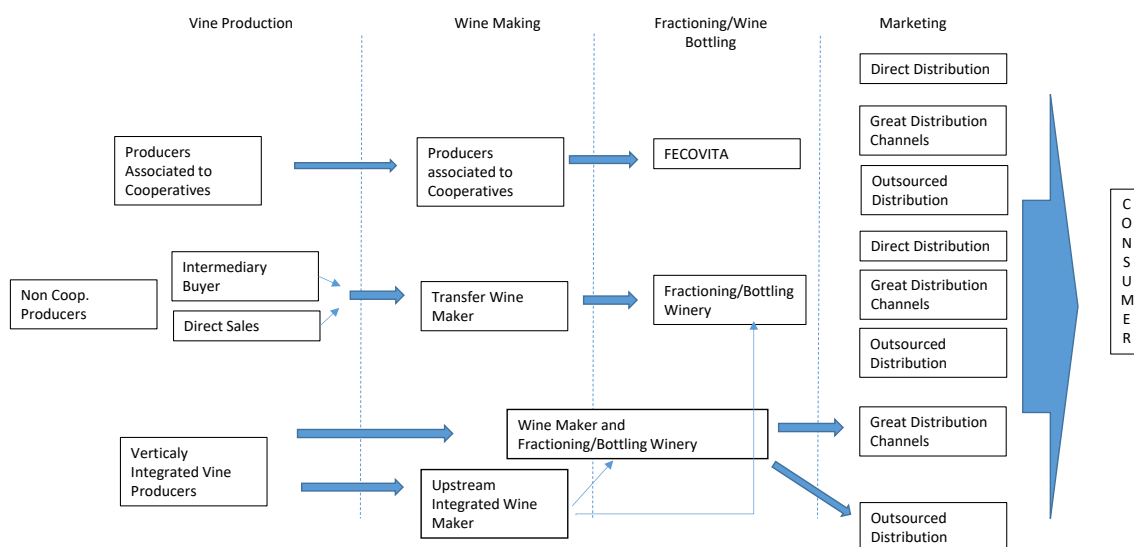 Vine Production
Wine Making
Fractioning/Wine
Bottling
Marketing
Direct Distribution
Great Distribution
Channels
Producers
Associated to
Cooperatives
Producers
associated to
Cooperatives
FECOVITA
Outsourced
Distribution
Direct Distribution
Intermediary
Buyer
Non Coop.
Producers
Direct Sales
Transfer Wine
Maker
Fractioning/Bottling
Winery
Great Distribution
Channels
Outsourced
Distribution
Wine Maker and
Fractioning/Bottling Winery
Great Distribution
Channels
Verticaly
Integrated Vine
Producers
Upstream
Integrated Wine
Maker
Outsourced
Distribution
C
O
N
S
U
M
E
R